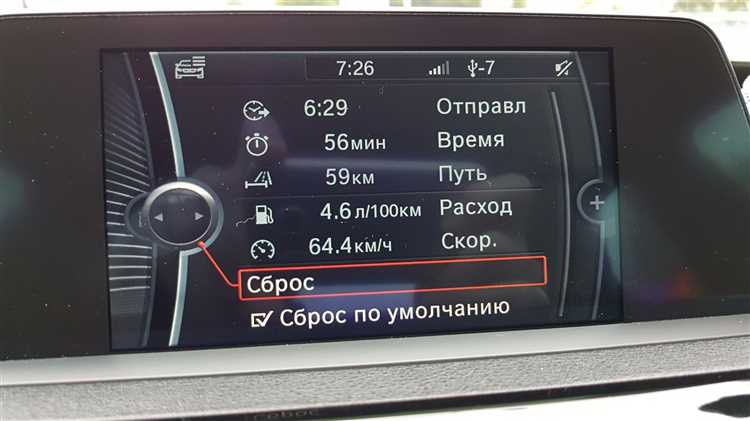 7:26 -7
6:29 Отправл
56мин Время
59км Путь
4.6л/100км Расход
64.4км/ч Скор.
Сброс
Сброс по умолчанию